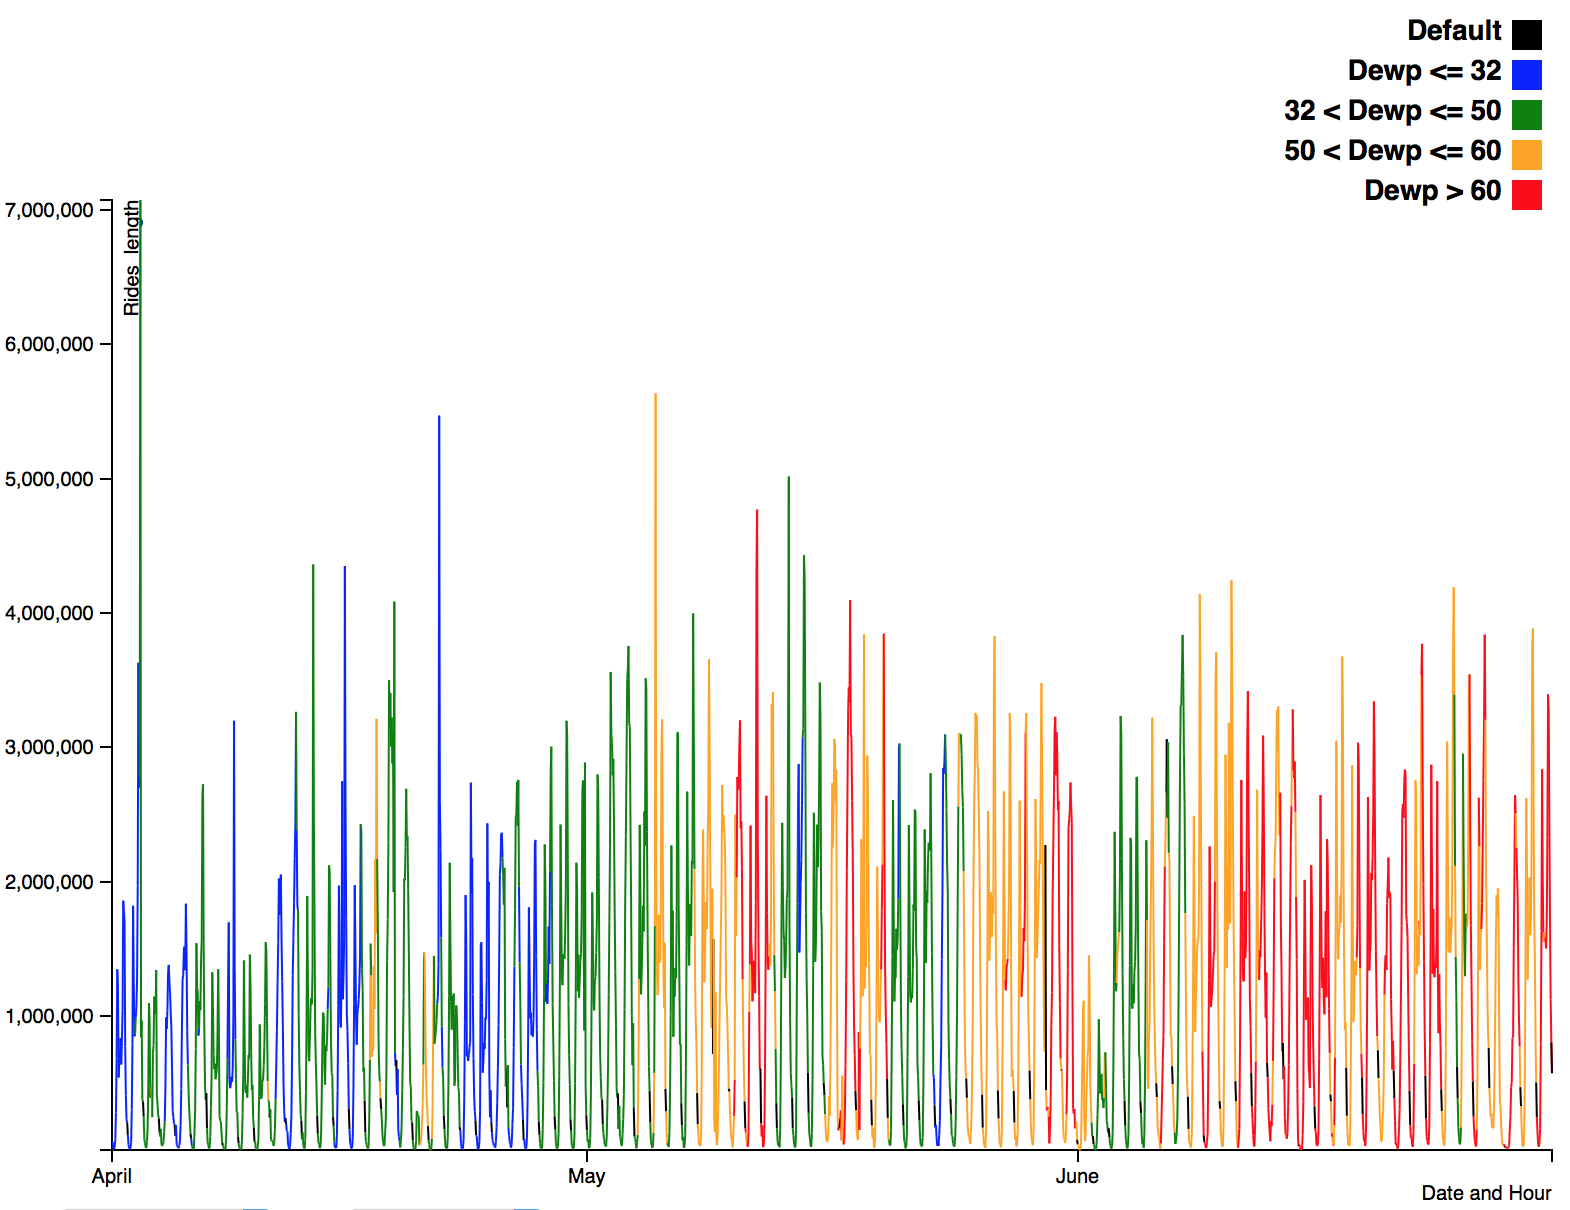 Default
Dewp <= 32
32 < Dewp <= 50
50 < Dewp <= 60
Dewp > 60
Rides_length
7,000,000
6,000,000
5,000,000
4,000,000
3,000,000
2,000,000
1,000,000
April
May
June
Date and Hour